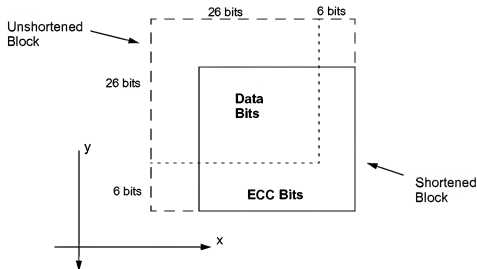 Unshortened
Block
26 bits
6 bits
26 bits
Data
Bits
y
6 bits
ECC Bits
Shortened
Block
x